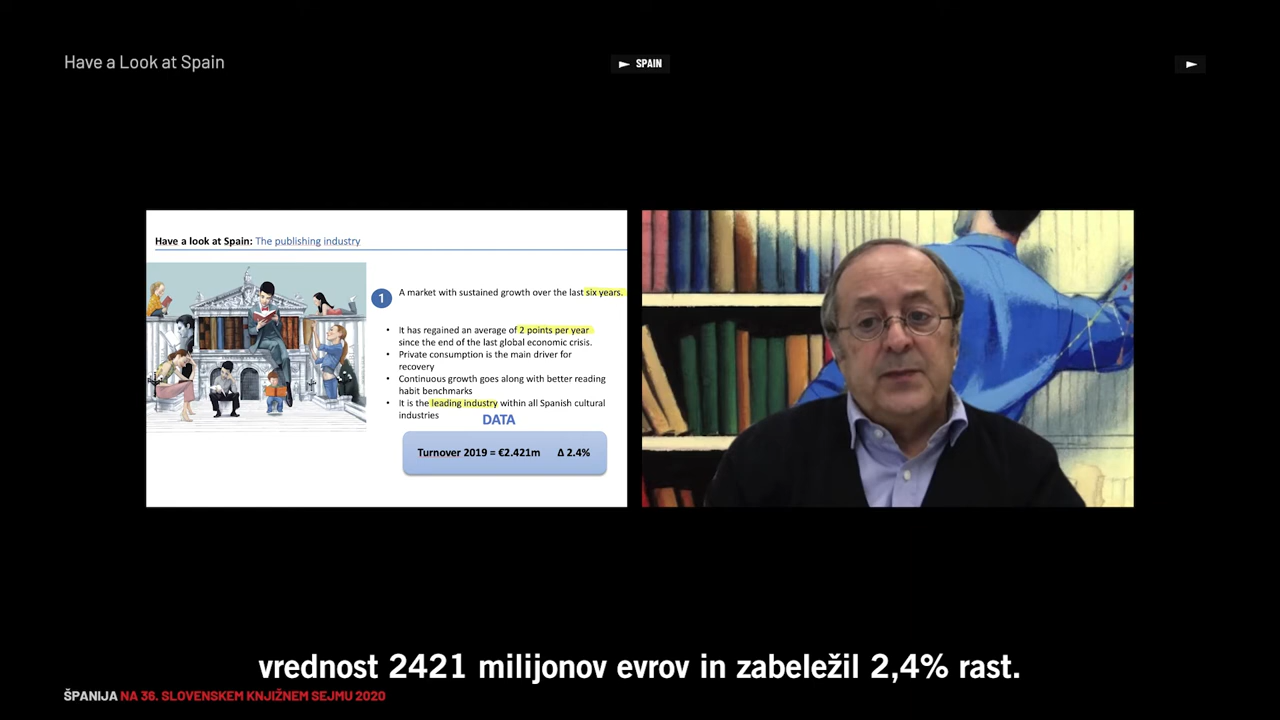 Have a Look at Spain
SPAIN
Have a look at Spain: The publishing industry
1
A market with sustained growth over the last six years.
• It has regained an average of 2 points per year
since the end of the last global economic crisis.
• Private consumption is the main driver for
recovery
• Continuous growth goes along with better reading
habit benchmarks
• It is the leading industry within all Spanish cultural
industries
DATA
Turnover 2019 = €2.421m Δ 2.4%
vrednost 2421 milijonov evrov in zabeležil 2,4% rast.
ŠPANIJA NA 36. SLOVENSKEM KNJIŽNEM SEJMU 2020